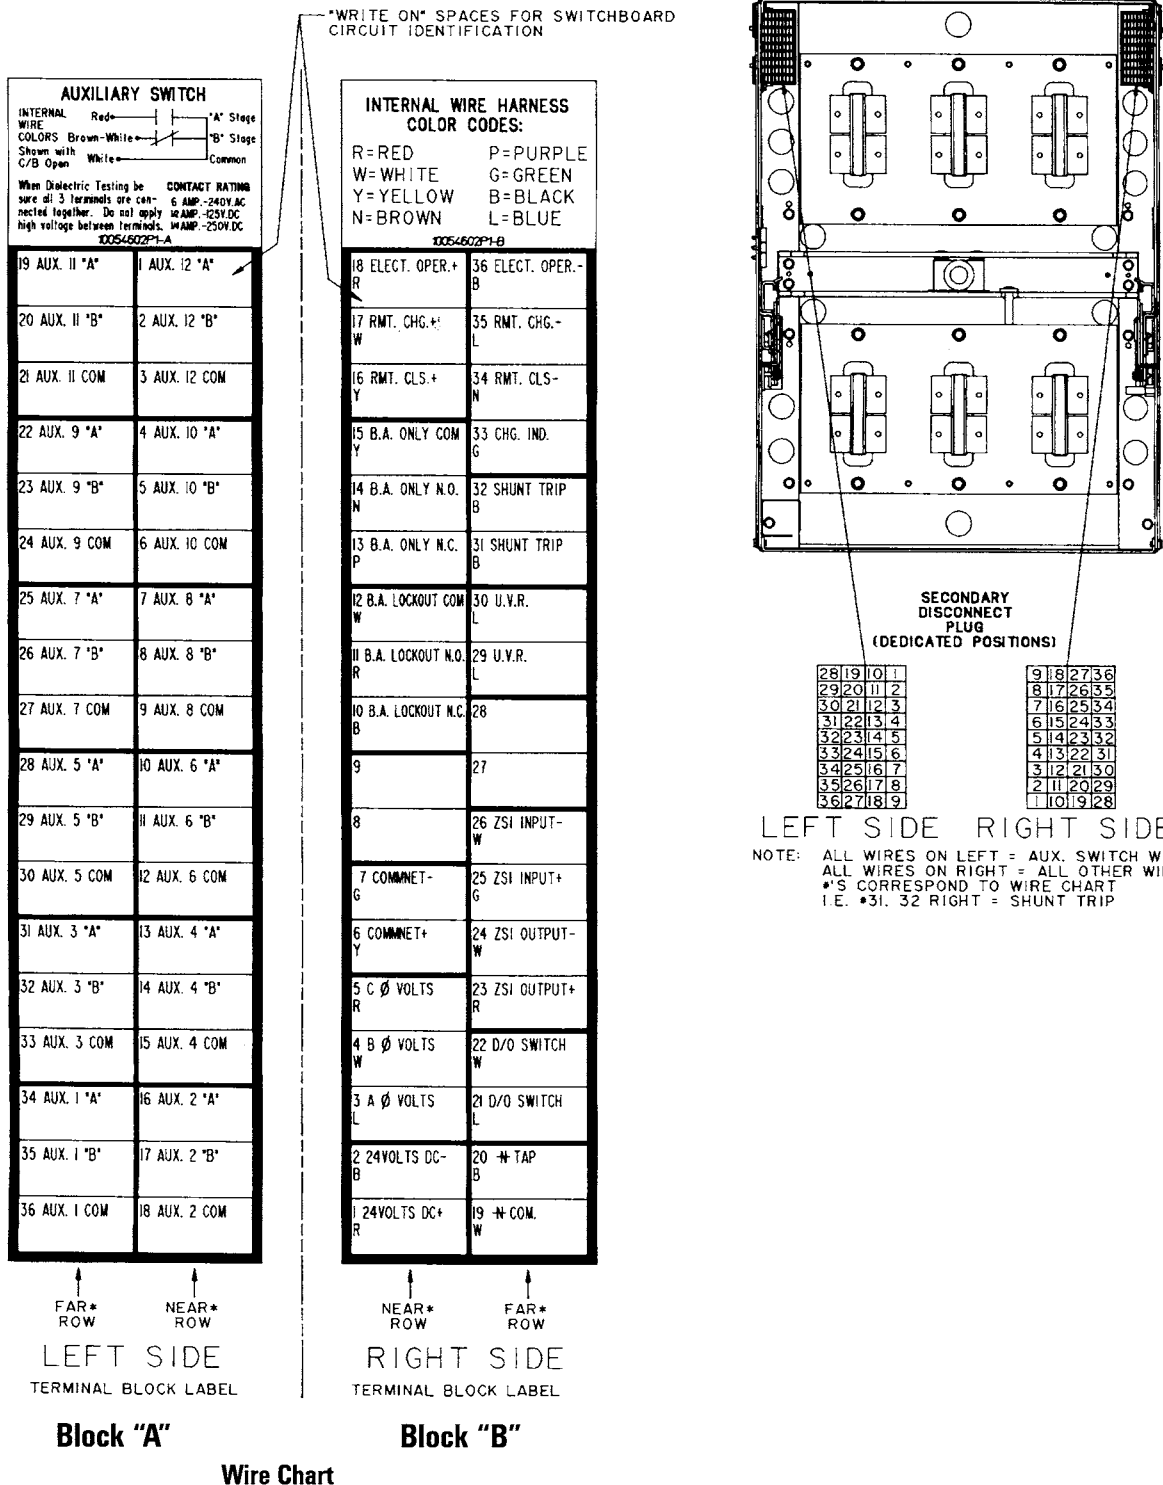 "WRITE ON" SPACES FOR SWITCHBOARD
CIRCUIT IDENTIFICATION
AUXILIARY SWITCH
INTERNAL
WIRE
COLORS
Shown with
C/B Open
Red
"A" Stage
Brown-White
"B" Stage
White
Common
When Dielectric Testing be
sure all 3 terminals are con-
nected together. Do not apply
high voltage between terminals.
CONTACT RATING
6 AMP.-240V.AC
AMP.-125V.DC
AMP.-250V.DC
10054602P1-A
19 AUX. 11 "A"
1 AUX. 12 "A"
20 AUX. 11 "B"
2 AUX. 12 "B"
21 AUX. 11 COM
3 AUX. 12 COM
22 AUX. 9 "A"
4 AUX. 10 "A"
23 AUX. 9 "B"
5 AUX. 10 "B"
24 AUX. 9 COM
6 AUX. 10 COM
25 AUX. 7 "A"
7 AUX. 8 "A"
26 AUX. 7 "B"
8 AUX. 8 "B"
27 AUX. 7 COM
9 AUX. 8 COM
28 AUX. 5 "A"
10 AUX. 6 "A"
29 AUX. 5 "B"
11 AUX. 6 "B"
30 AUX. 5 COM
12 AUX. 6 COM
31 AUX. 3 "A"
13 AUX. 4 "A"
32 AUX. 3 "B"
14 AUX. 4 "B"
33 AUX. 3 COM
15 AUX. 4 COM
34 AUX. 1 "A"
16 AUX. 2 "A"
35 AUX. 1 "B"
17 AUX. 2 "B"
36 AUX. 1 COM
18 AUX. 2 COM
FAR*
ROW
NEAR*
ROW
LEFT SIDE
TERMINAL BLOCK LABEL
Block "A"
INTERNAL WIRE HARNESS
COLOR CODES:
R=RED P=PURPLE
W=WHITE G=GREEN
Y=YELLOW B=BLACK
N=BROWN L=BLUE
10054602P1-B
18 ELECT. OPER.+
R
36 ELECT. OPER.-
B
17 RMT. CHG.+
W
35 RMT. CHG.-
L
16 RMT. CLS.+
Y
34 RMT. CLS-
N
15 B.A. ONLY COM
Y
33 CHG. IND.
G
14 B.A. ONLY N.O.
N
32 SHUNT TRIP
B
13 B.A. ONLY N.C.
P
31 SHUNT TRIP
B
12 B.A. LOCKOUT COM
W
30 U.V.R.
L
11 B.A. LOCKOUT N.O.
R
29 U.V.R.
L
10 B.A. LOCKOUT N.C.
B
28
9
27
8
26 ZSI INPUT-
W
7 COMMNET-
G
25 ZSI INPUT+
G
6 COMMNET+
Y
24 ZSI OUTPUT-
W
5 C Ø VOLTS
R
23 ZSI OUTPUT+
R
4 B Ø VOLTS
W
22 D/O SWITCH
W
3 A Ø VOLTS
L
21 D/O SWITCH
L
2 24VOLTS DC-
B
20 N TAP
B
1 24VOLTS DC+
R
19 N COM.
W
NEAR*
ROW
FAR*
ROW
RIGHT SIDE
TERMINAL BLOCK LABEL
Block "B"
Wire Chart
SECONDARY
DISCONNECT
PLUG
(DEDICATED POSITIONS)
28 19 10 1
29 20 11 2
30 21 12 3
31 22 13 4
32 23 14 5
33 24 15 6
34 25 16 7
35 26 17 8
36 27 18 9
LEFT SIDE
9 18 27 36
8 17 26 35
7 16 25 34
6 15 24 33
5 14 23 32
4 13 22 31
3 12 21 30
2 11 20 29
1 10 19 28
RIGHT SIDE
NOTE: ALL WIRES ON LEFT = AUX. SWITCH W
ALL WIRES ON RIGHT = ALL OTHER WI
#'S CORRESPOND TO WIRE CHART
I.E. #31, 32 RIGHT = SHUNT TRIP